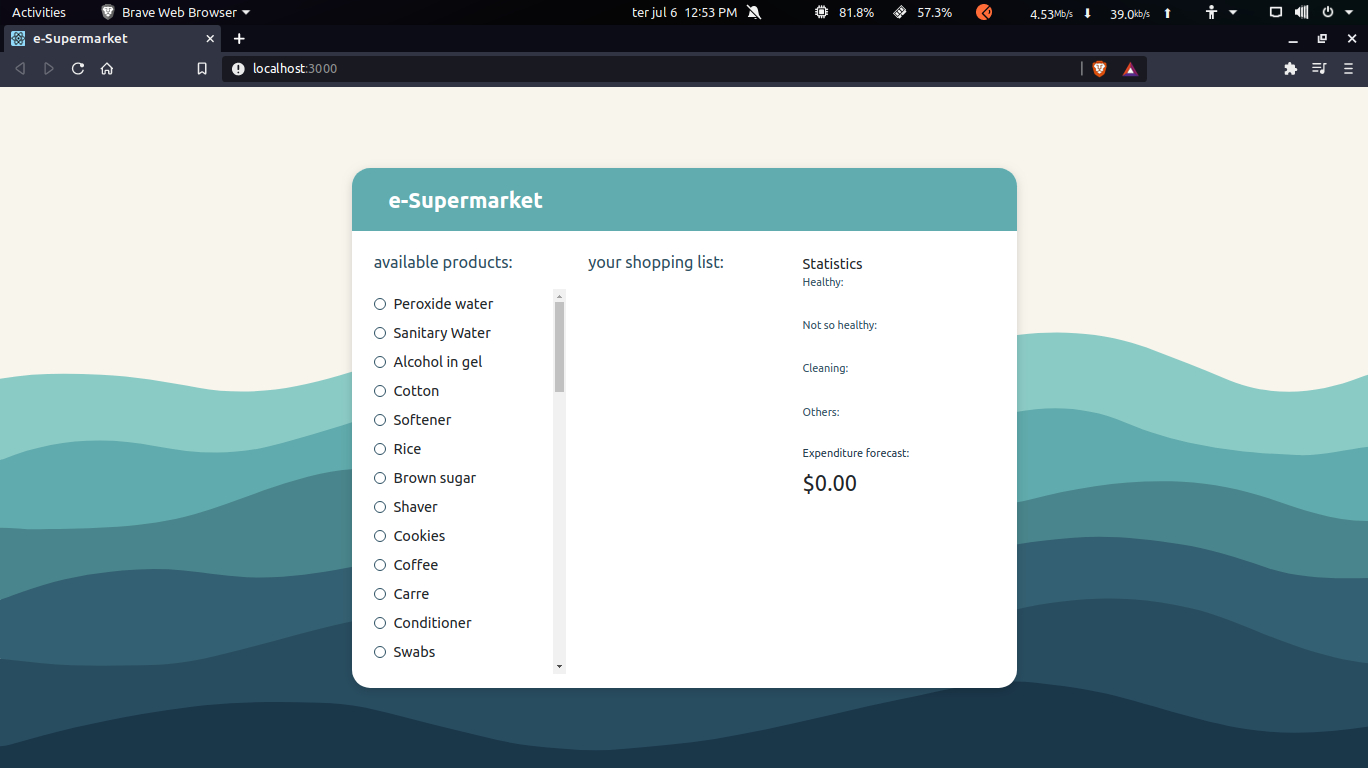 Activities Brave Web Browser ter jul 6 12:53 PM 81.8% 57.3% 4.53Mb/s 39.0kb/s
e-Supermarket
localhost:3000
e-Supermarket
available products:
Peroxide water
Sanitary Water
Alcohol in gel
Cotton
Softener
Rice
Brown sugar
Shaver
Cookies
Coffee
Carre
Conditioner
Swabs
your shopping list:
Statistics
Healthy:
Not so healthy:
Cleaning:
Others:
Expenditure forecast:
$0.00